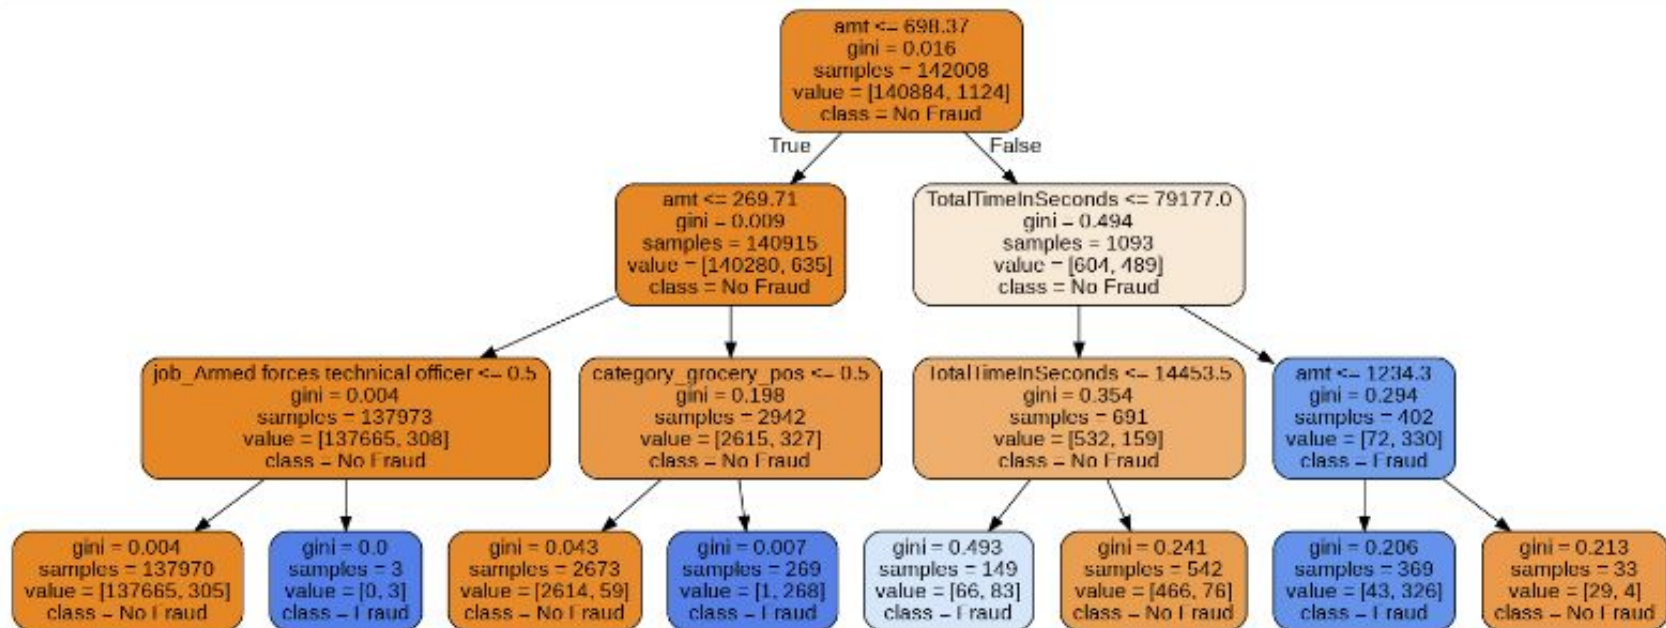 amt <= 698.37
gini = 0.016
samples = 142008
value = [140884, 1124]
class = No Fraud
True
False
amt <= 269.71
gini = 0.009
samples = 140915
value = [140280, 635]
class = No Fraud
TotalTimeInSeconds <= 79177.0
gini = 0.494
samples = 1093
value = [604, 489]
class = No Fraud
job_Armed forces technical officer <= 0.5
gini = 0.004
samples = 137973
value = [137665, 308]
class = No Fraud
category_grocery_pos <= 0.5
gini = 0.198
samples = 2942
value = [2615, 327]
class = No Fraud
TotalTimeInSeconds <= 14453.5
gini = 0.354
samples = 691
value = [532, 159]
class = No Fraud
amt <= 1234.3
gini = 0.294
samples = 402
value = [72, 330]
class = Fraud
gini = 0.004
samples = 137970
value = [137665, 305]
class = No Fraud
gini = 0.0
samples = 3
value = [0, 3]
class = Fraud
gini = 0.043
samples = 2673
value = [2614, 59]
class = No Fraud
gini = 0.007
samples = 269
value = [1, 268]
class = Fraud
gini = 0.493
samples = 149
value = [66, 83]
class = Fraud
gini = 0.241
samples = 542
value = [466, 76]
class = No Fraud
gini = 0.206
samples = 369
value = [43, 326]
class = Fraud
gini = 0.213
samples = 33
value = [29, 4]
class = No Fraud